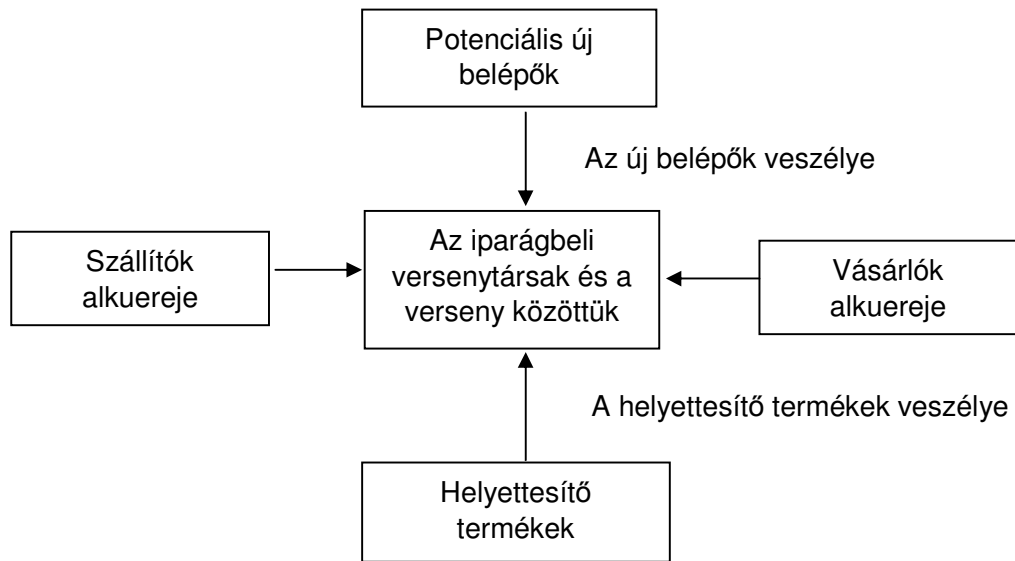 Potenciális új
belépők
Az új belépők veszélye
Szállítók
alkuereje
Az iparágbeli
versenytársak és a
verseny közöttük
Vásárlók
alkuereje
A helyettesítő termékek veszélye
Helyettesítő
termékek